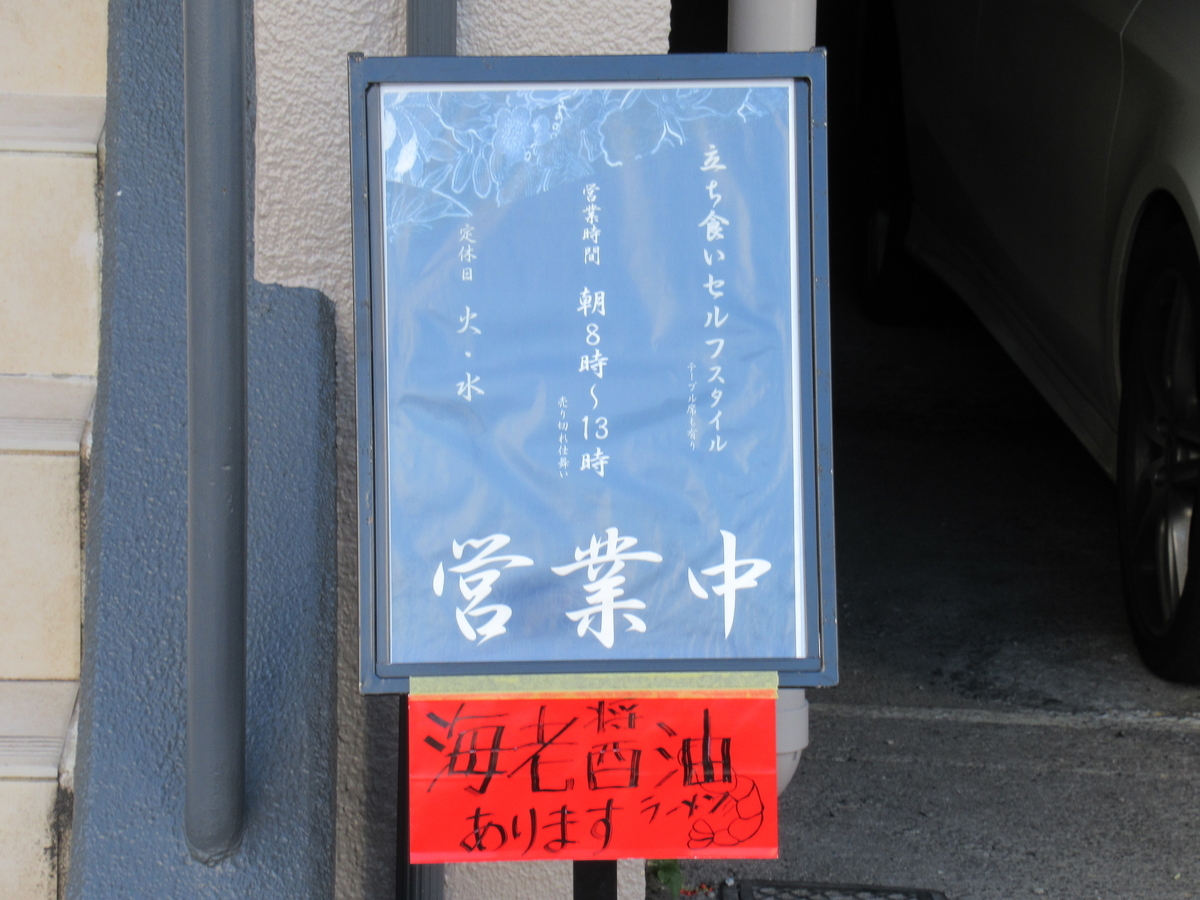 立ち食いセルフスタイル
テーブル席も有り
営業時間 朝8時〜13時
売り切れ仕舞い
定休日 火・水
営業中
海老醤油
ラーメン
あります